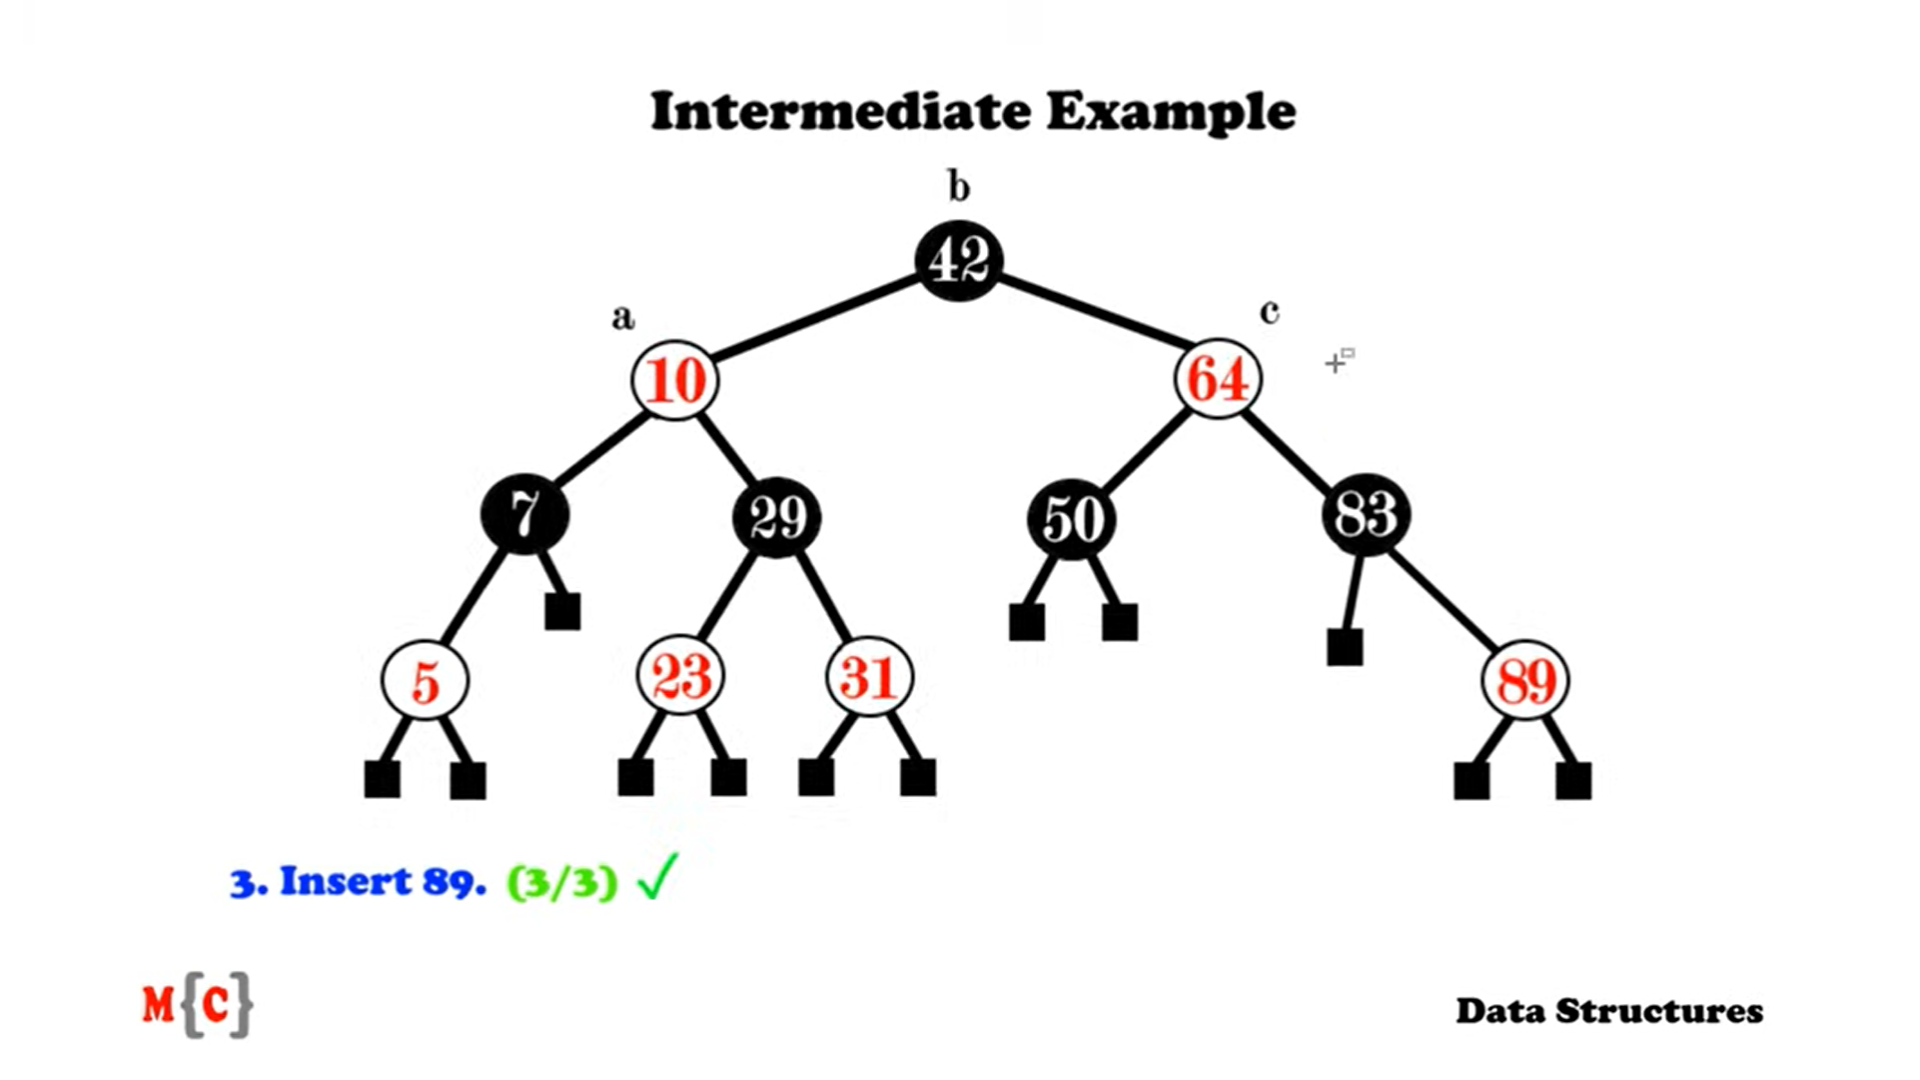 Intermediate Example
b
42
a
c
10
64
7
29
50
83
5
23
31
89
3. Insert 89. (3/3) ✓
M{C}
Data Structures